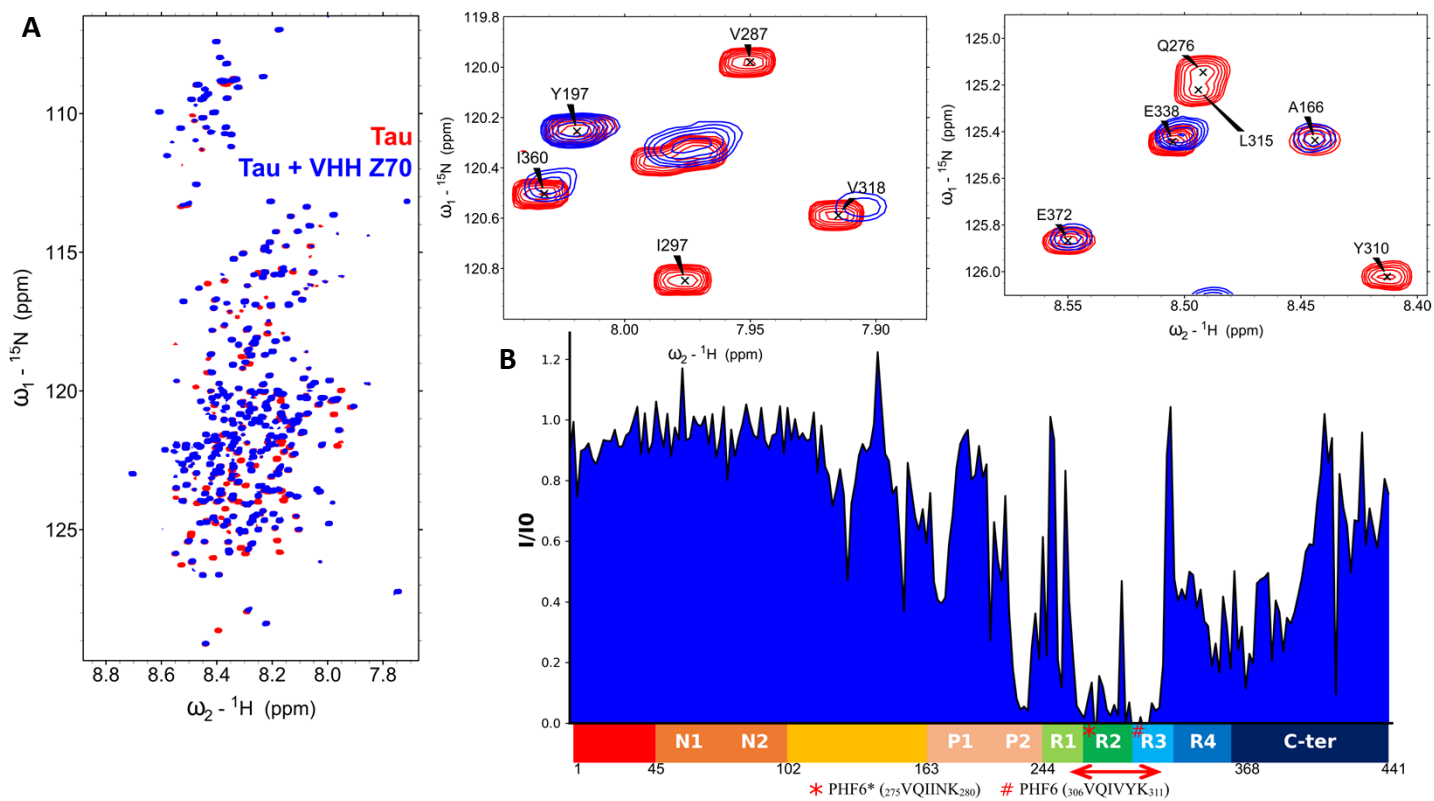 A
Tau
Tau + VHH Z70
110
115
120
125
8.8 8.6 8.4 8.2 8.0 7.8
ω₁ - ¹⁵N (ppm)
ω₂ - ¹H (ppm)
119.8
120.0
120.2
120.4
120.6
120.8
ω₁ - ¹⁵N (ppm)
V287
Y197
I360
V318
I297
8.00 7.95 7.90
ω₂ - ¹H (ppm)
125.0
125.2
125.4
125.6
125.8
126.0
ω₁ - ¹⁵N (ppm)
Q276
E338
A166
L315
E372
Y310
8.55 8.50 8.45 8.40
ω₂ - ¹H (ppm)
B
1.2
1.0
0.8
0.6
0.4
0.2
0.0
I/I0
N1 N2 P1 P2 R1 R2 R3 R4 C-ter
* #
1 45 102 163 244 368 441
* PHF6* (₂₇₅VQIINK₂₈₀) # PHF6 (₃₀₆VQIVYK₃₁₁)